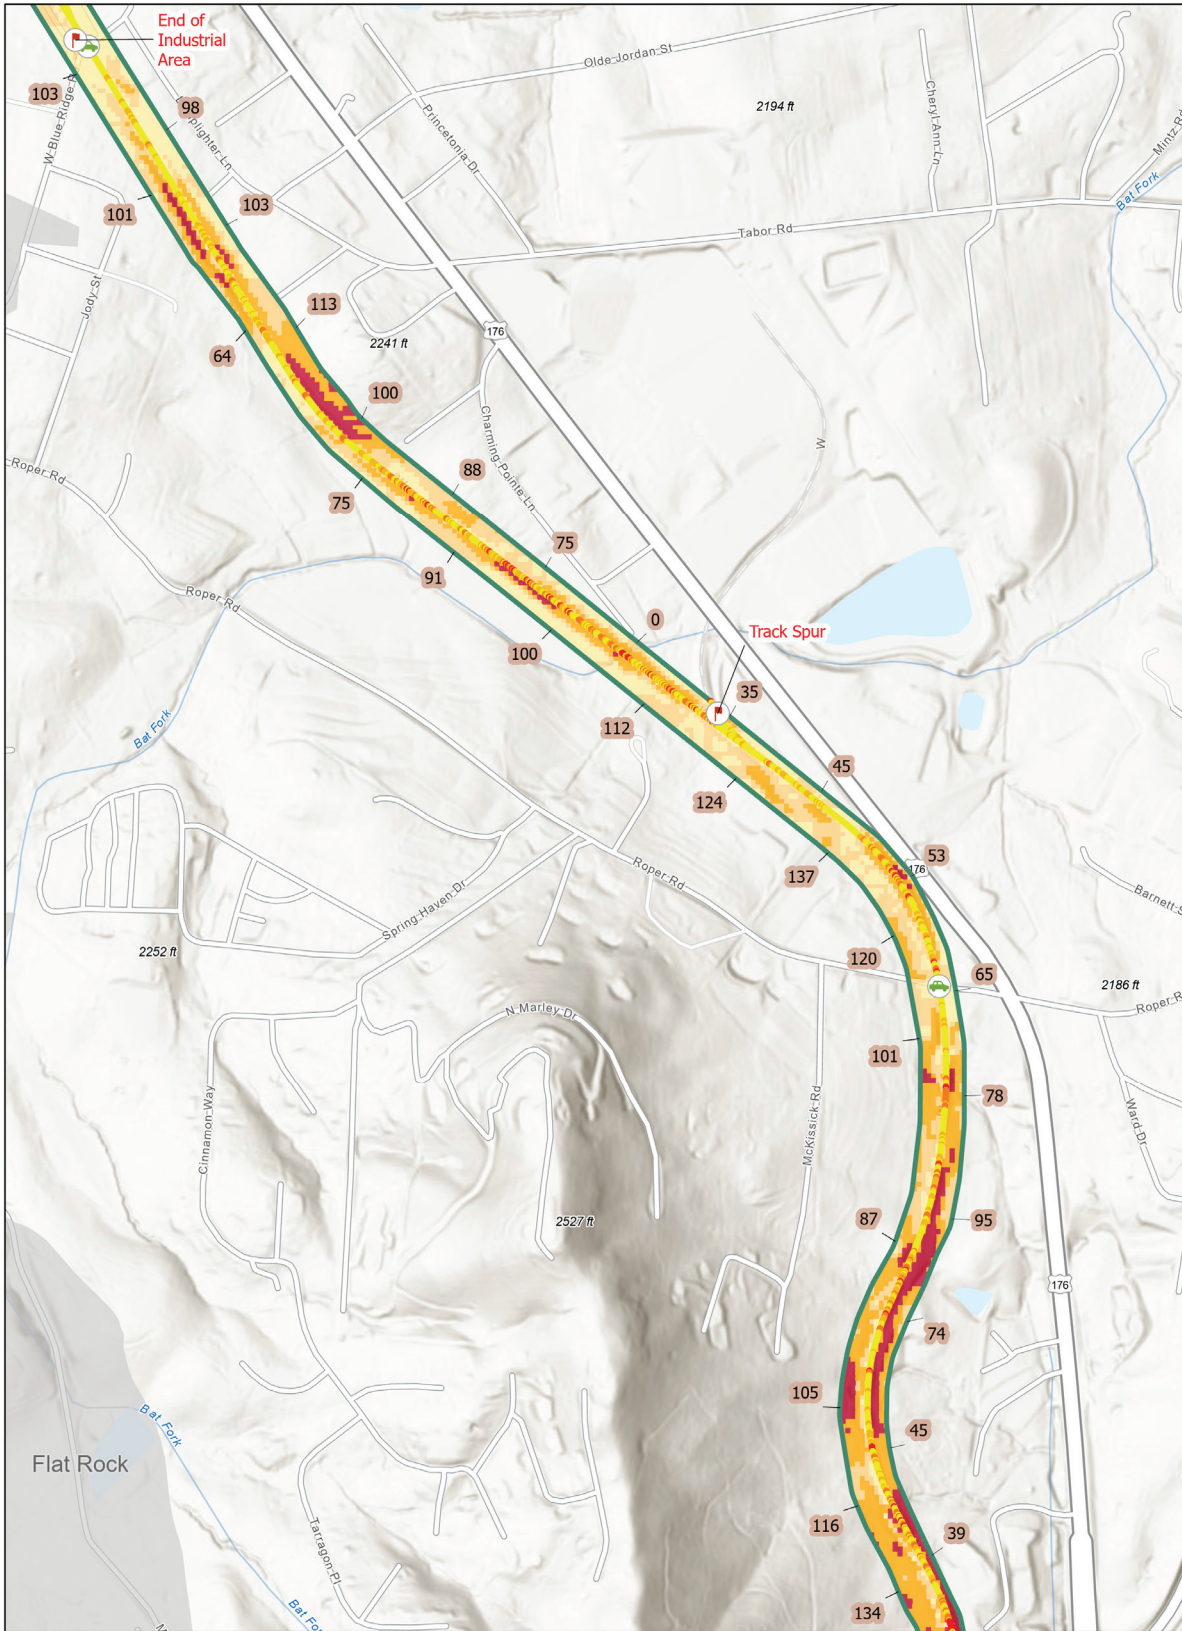 End of
Industrial
Area
Olde Jordan St
2194 ft
Cheryl Ann Ln
Mintz Rd
103
98
W Blue Ridge R
plighter Ln
Princetonia Dr
Bat Fork
101
103
Tabor Rd
Jody St
113
176
64
2241 ft
100
Charming Pointe Ln
W
Roper Rd
88
75
75
91
Roper Rd
0
Track Spur
100
35
Bat Fork
112
45
124
53
176
137
Roper Rd
Barnett S
Spring Haven Dr
120
2252 ft
65
2186 ft
Roper R
N Marley Dr
101
78
Cinnamon Way
McKissick Rd
Ward Dr
87
95
2527 ft
176
74
105
Bat Fork
45
Flat Rock
116
39
Tarragon Pl
134
Bat Fo